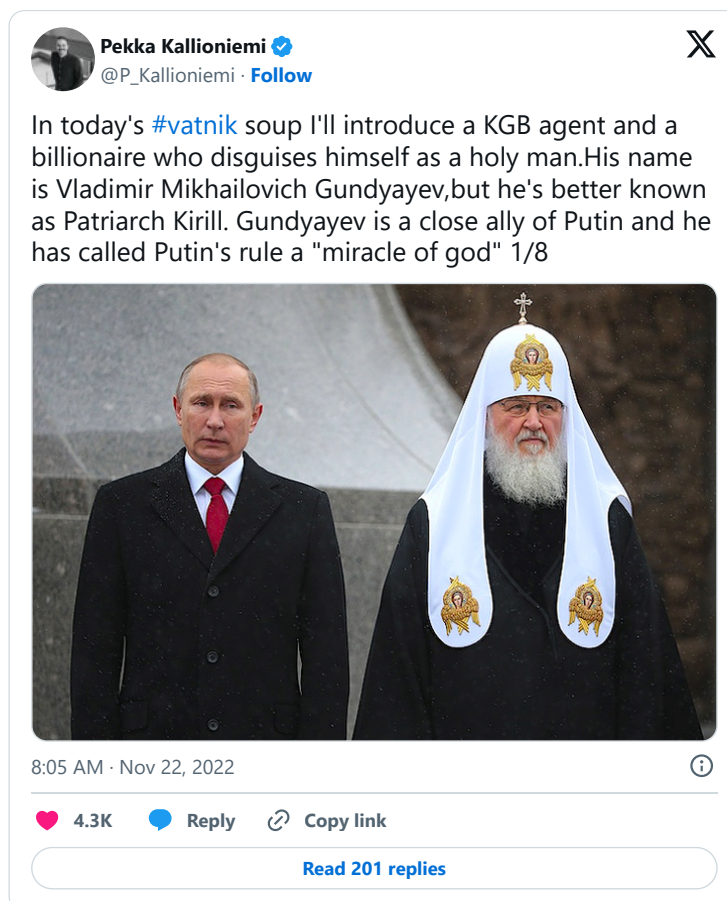 Pekka Kallioniemi
@P_Kallioniemi · Follow
In today's #vatnik soup I'll introduce a KGB agent and a
billionaire who disguises himself as a holy man.His name
is Vladimir Mikhailovich Gundyayev,but he's better known
as Patriarch Kirill. Gundyayev is a close ally of Putin and he
has called Putin's rule a "miracle of god" 1/8
8:05 AM · Nov 22, 2022
4.3K Reply Copy link
Read 201 replies